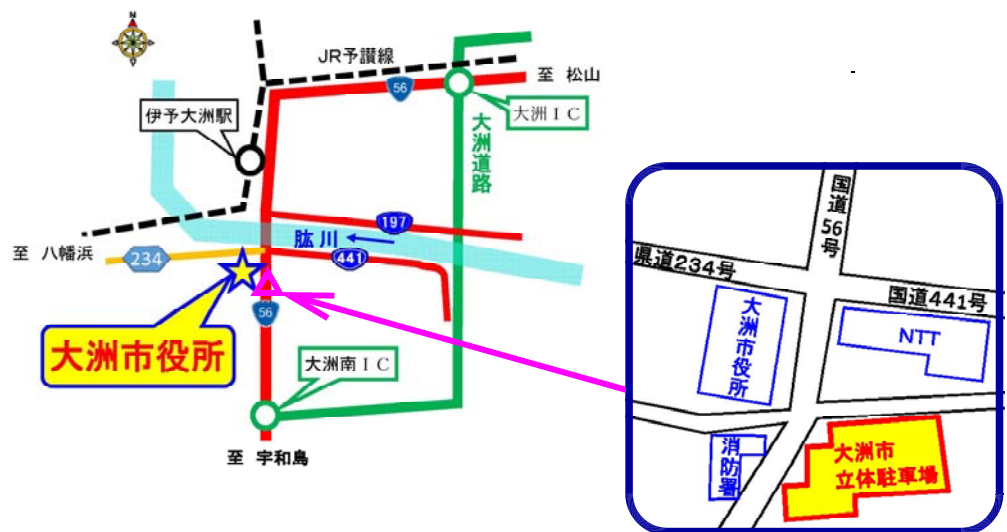 JR予讃線
56
至 松山
伊予大洲駅
大洲IC
大洲道路
197
肱川
441
至 八幡浜
234
大洲市役所
56
大洲南IC
至 宇和島
国道56号
県道234号
国道441号
大洲市役所
NTT
消防署
大洲市
立体駐車場